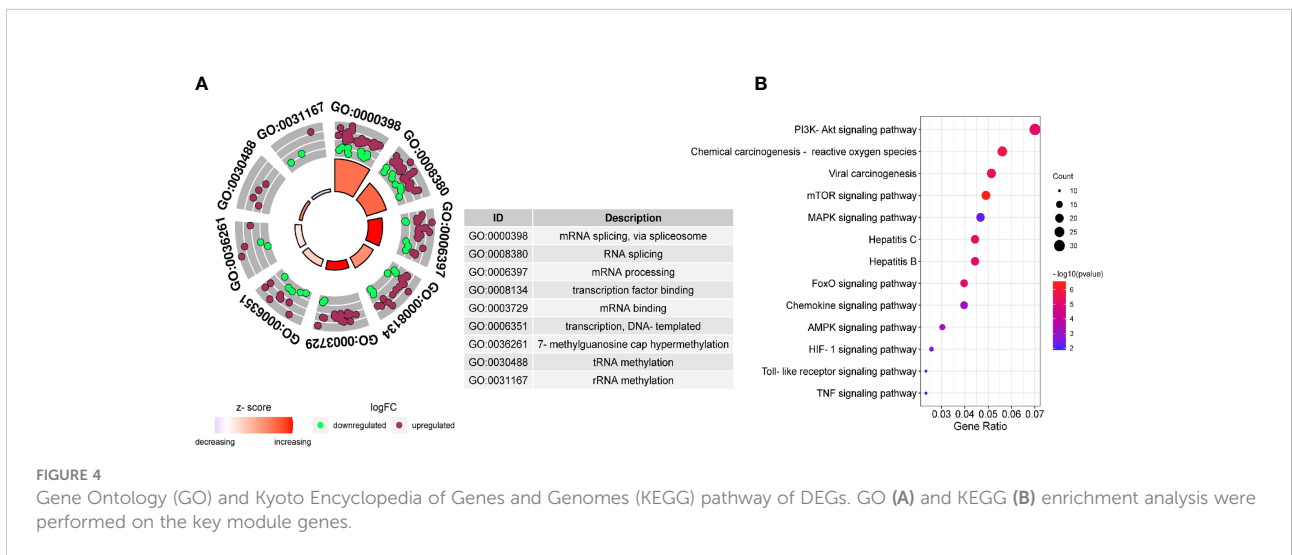 A
GO:0000398
GO:0008380
GO:0006397
GO:0008134
GO:0003729
GO:0006351
GO:0036261
GO:0030488
GO:0031167
ID Description
GO:0000398 mRNA splicing, via spliceosome
GO:0008380 RNA splicing
GO:0006397 mRNA processing
GO:0008134 transcription factor binding
GO:0003729 mRNA binding
GO:0006351 transcription, DNA- templated
GO:0036261 7- methylguanosine cap hypermethylation
GO:0030488 tRNA methylation
GO:0031167 rRNA methylation
z- score
decreasing increasing
logFC
downregulated upregulated
B
PI3K- Akt signaling pathway
Chemical carcinogenesis - reactive oxygen species
Viral carcinogenesis
mTOR signaling pathway
MAPK signaling pathway
Hepatitis C
Hepatitis B
FoxO signaling pathway
Chemokine signaling pathway
AMPK signaling pathway
HIF- 1 signaling pathway
Toll- like receptor signaling pathway
TNF signaling pathway
0.03 0.04 0.05 0.06 0.07
Gene Ratio
Count
10
15
20
25
30
- log10(pvalue)
6
5
4
3
2
FIGURE 4
Gene Ontology (GO) and Kyoto Encyclopedia of Genes and Genomes (KEGG) pathway of DEGs. GO (A) and KEGG (B) enrichment analysis were
performed on the key module genes.